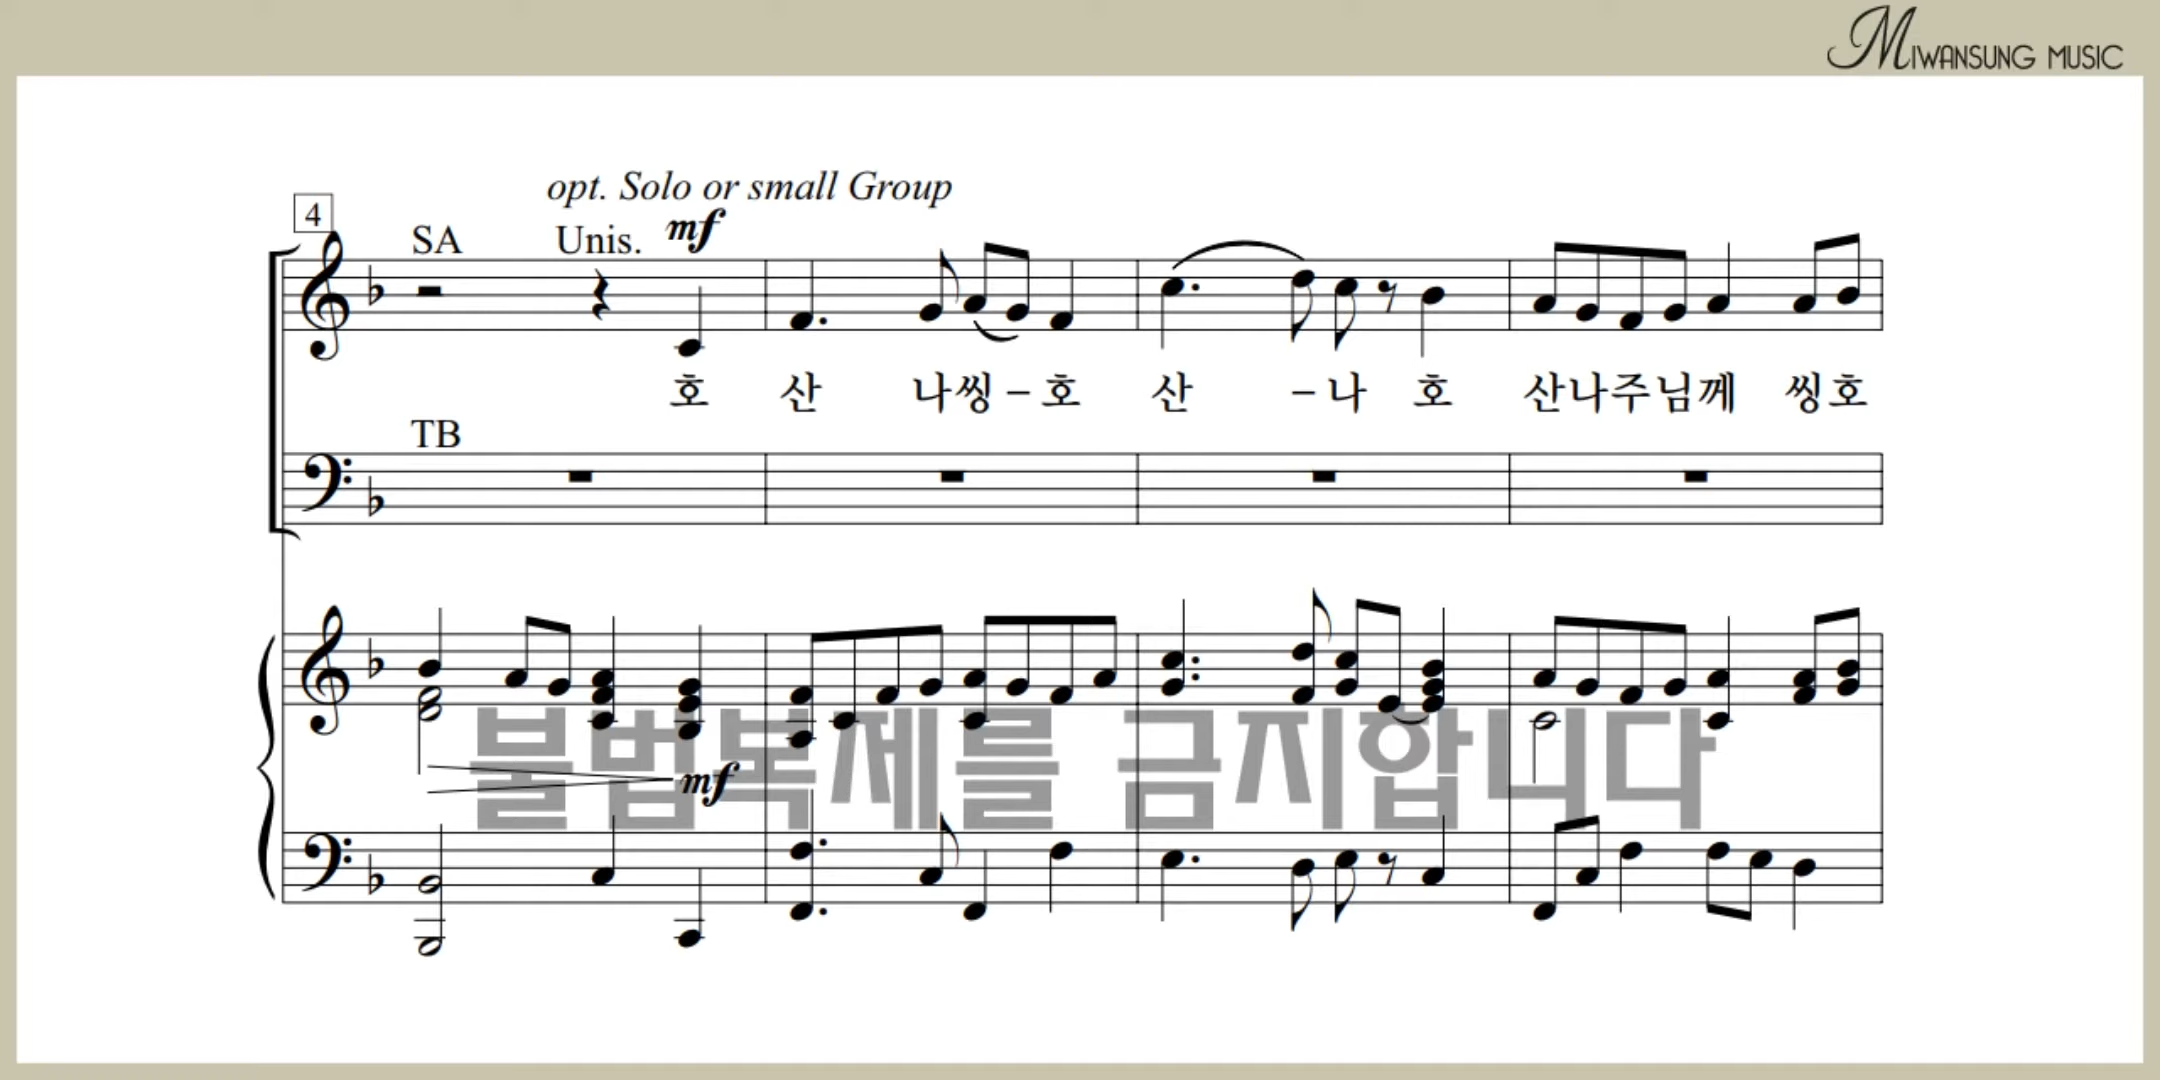 MIWANSUNG MUSIC
opt. Solo or small Group
4
SA Unis. mf
호 산 나씽 – 호 산 – 나 호 산나주님께 씽호
TB
불법복제를 금지합니다
mf